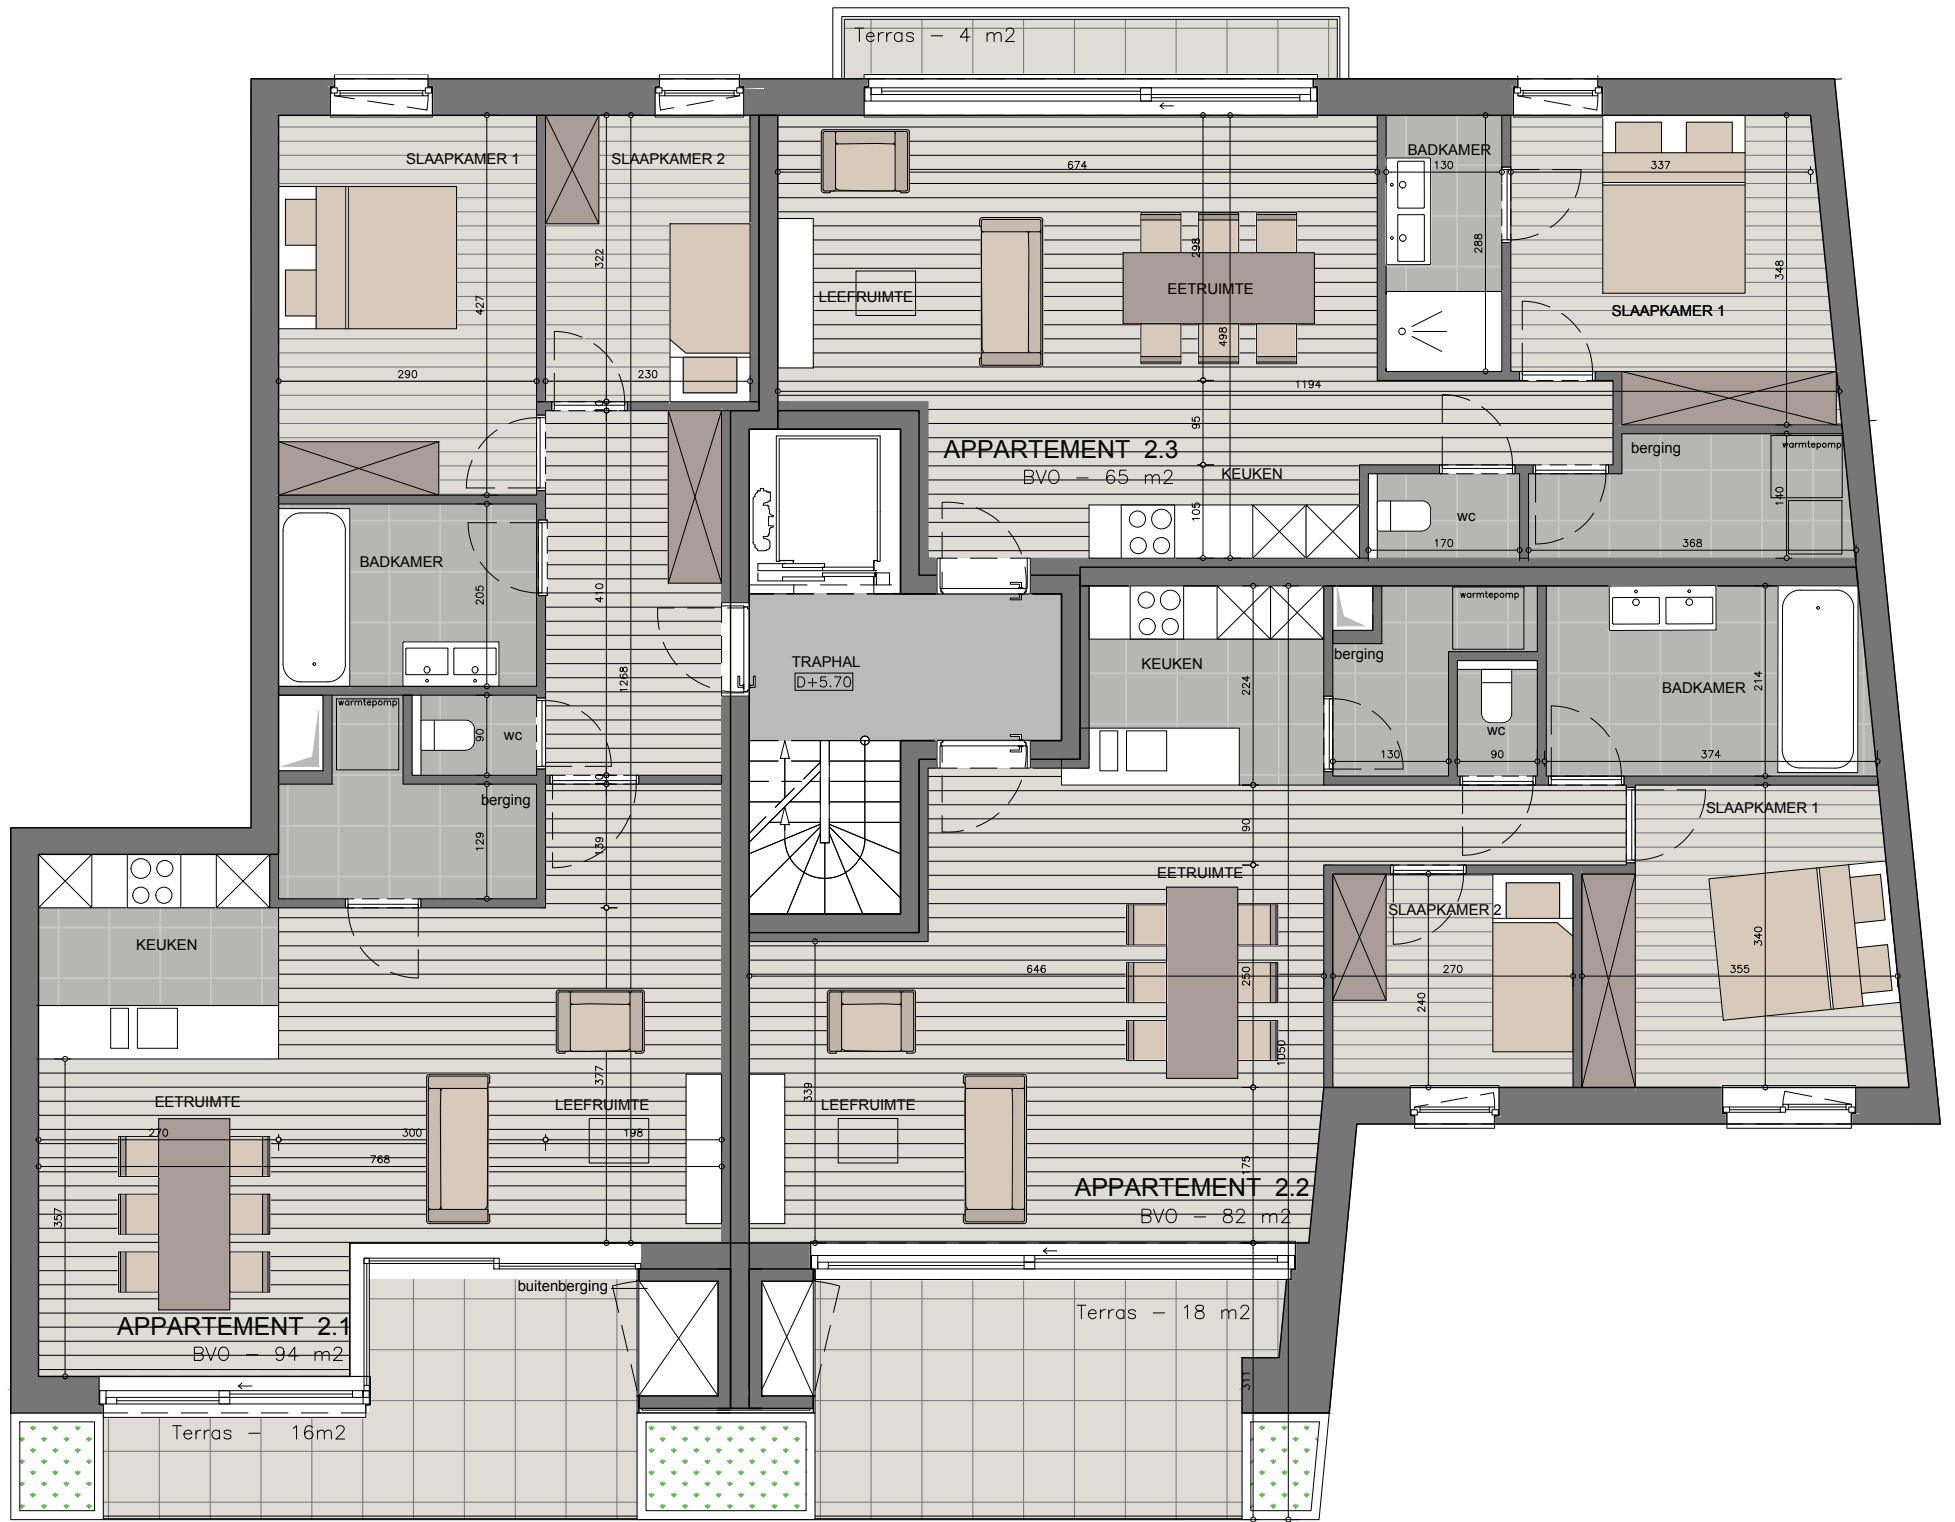 Terras - 4 m2
SLAAPKAMER 1
SLAAPKAMER 2
BADKAMER
674
130
337
322
298
288
348
427
LEEFRUIMTE
EETRUIMTE
SLAAPKAMER 1
498
290
230
1194
10
95
APPARTEMENT 2.3
BVO - 65 m2
KEUKEN
berging
warmtepomp
140
105
wc
170
368
BADKAMER
205
410
warmtepomp
KEUKEN
TRAPHAL
D+5.70
berging
224
1268
BADKAMER
214
warmtepomp
wc
90
wc
130
90
374
10
berging
SLAAPKAMER 1
129
139
90
EETRUIMTE
SLAAPKAMER 2
KEUKEN
340
646
250
270
355
240
1050
377
339
EETRUIMTE
LEEFRUIMTE
LEEFRUIMTE
270
300
198
768
175
357
APPARTEMENT 2.2
BVO - 82 m2
buitenberging
Terras - 18 m2
APPARTEMENT 2.1
BVO - 94 m2
311
Terras - 16m2